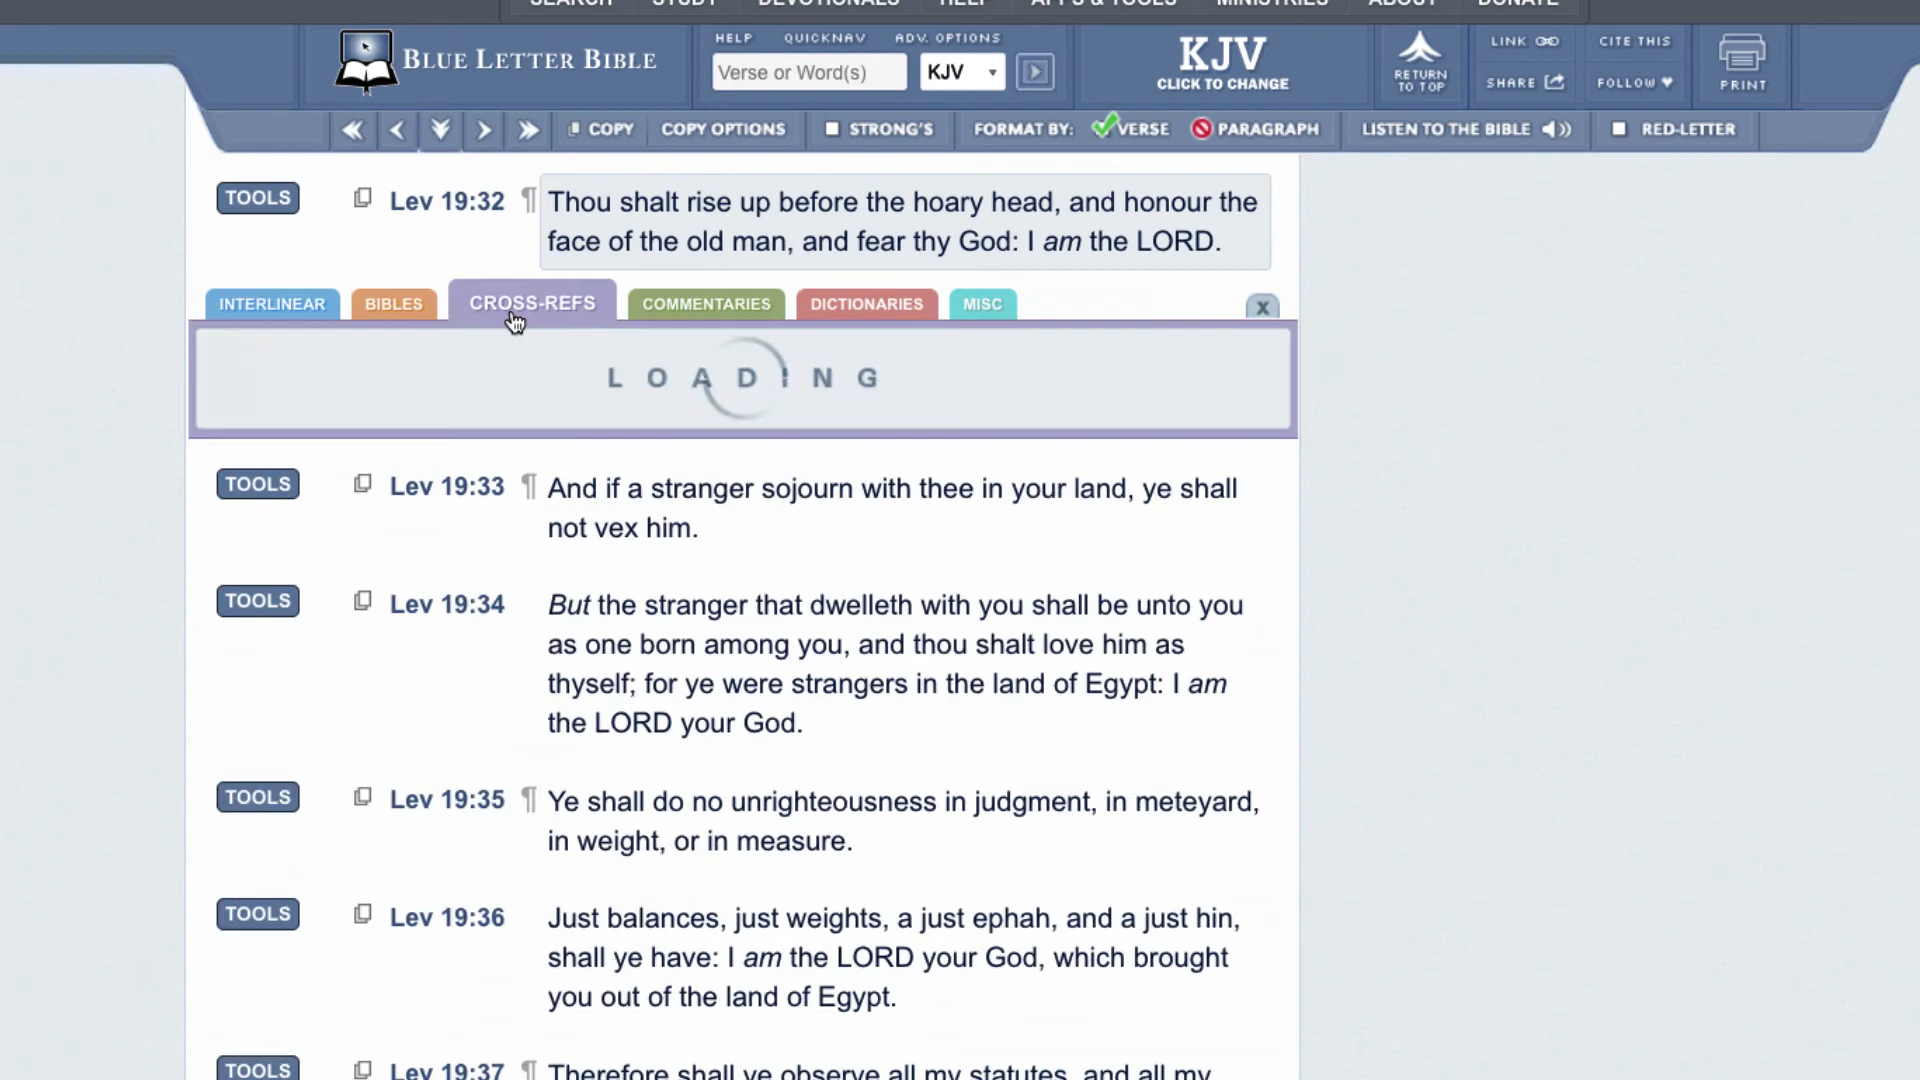 SEARCH STUDY DEVOTIONALS HELP APPS & TOOLS MINISTRIES ABOUT DONATE
BLUE LETTER BIBLE
HELP QUICKNAV ADV. OPTIONS
Verse or Word(s) KJV
KJV
CLICK TO CHANGE
RETURN
TO TOP
LINK CITE THIS
SHARE FOLLOW
PRINT
COPY COPY OPTIONS STRONG'S FORMAT BY: VERSE PARAGRAPH LISTEN TO THE BIBLE RED-LETTER
TOOLS Lev 19:32 ¶ Thou shalt rise up before the hoary head, and honour the
face of the old man, and fear thy God: I am the LORD.
INTERLINEAR BIBLES CROSS-REFS COMMENTARIES DICTIONARIES MISC X
LOADING
TOOLS Lev 19:33 ¶ And if a stranger sojourn with thee in your land, ye shall
not vex him.
TOOLS Lev 19:34 But the stranger that dwelleth with you shall be unto you
as one born among you, and thou shalt love him as
thyself; for ye were strangers in the land of Egypt: I am
the LORD your God.
TOOLS Lev 19:35 ¶ Ye shall do no unrighteousness in judgment, in meteyard,
in weight, or in measure.
TOOLS Lev 19:36 Just balances, just weights, a just ephah, and a just hin,
shall ye have: I am the LORD your God, which brought
you out of the land of Egypt.
TOOLS Lev 19:37 ¶ Therefore shall ye observe all my statutes, and all my